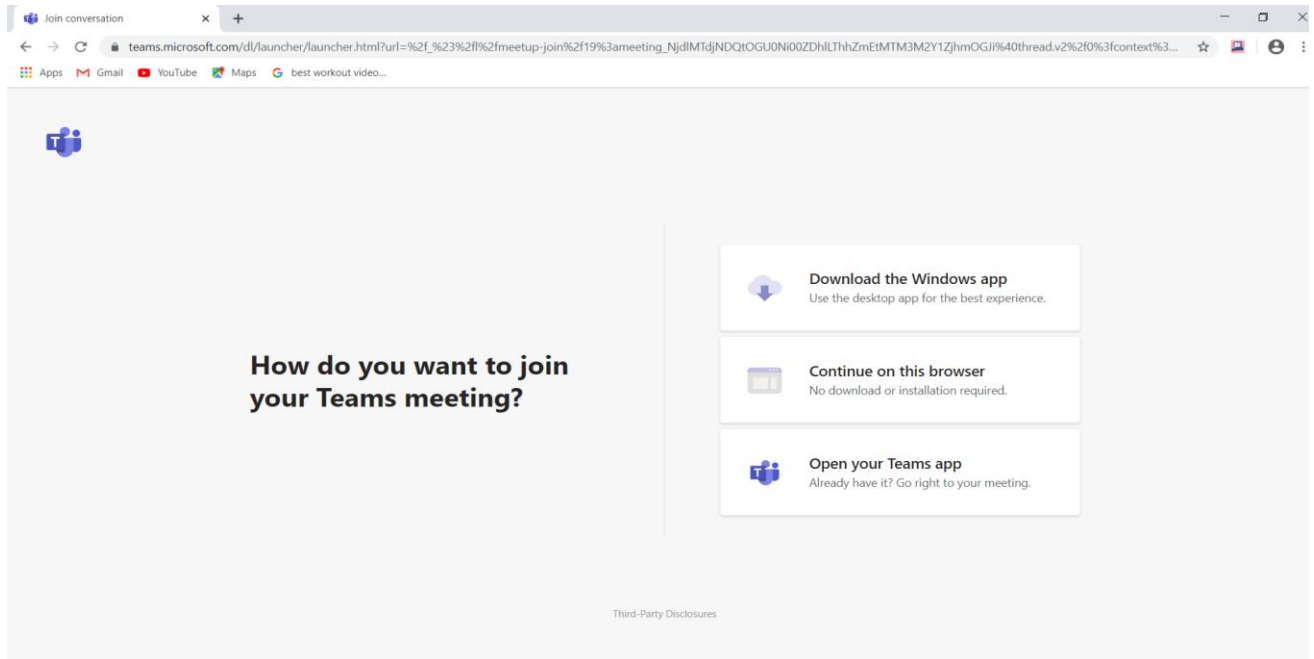 Join conversation
teams.microsoft.com/dl/launcher/launcher.html?url=%2f_%23%2fl%2fmeetup-join%2f19%3ameeting_NjdlMTdjNDQtOGU0Ni00ZDhlLThhZmEtMTM3M2Y1ZjhmOGJi%40thread.v2%2f0%3fcontext%3...
Apps Gmail YouTube Maps best workout video...
How do you want to join
your Teams meeting?
Download the Windows app
Use the desktop app for the best experience.
Continue on this browser
No download or installation required.
Open your Teams app
Already have it? Go right to your meeting.
Third-Party Disclosures